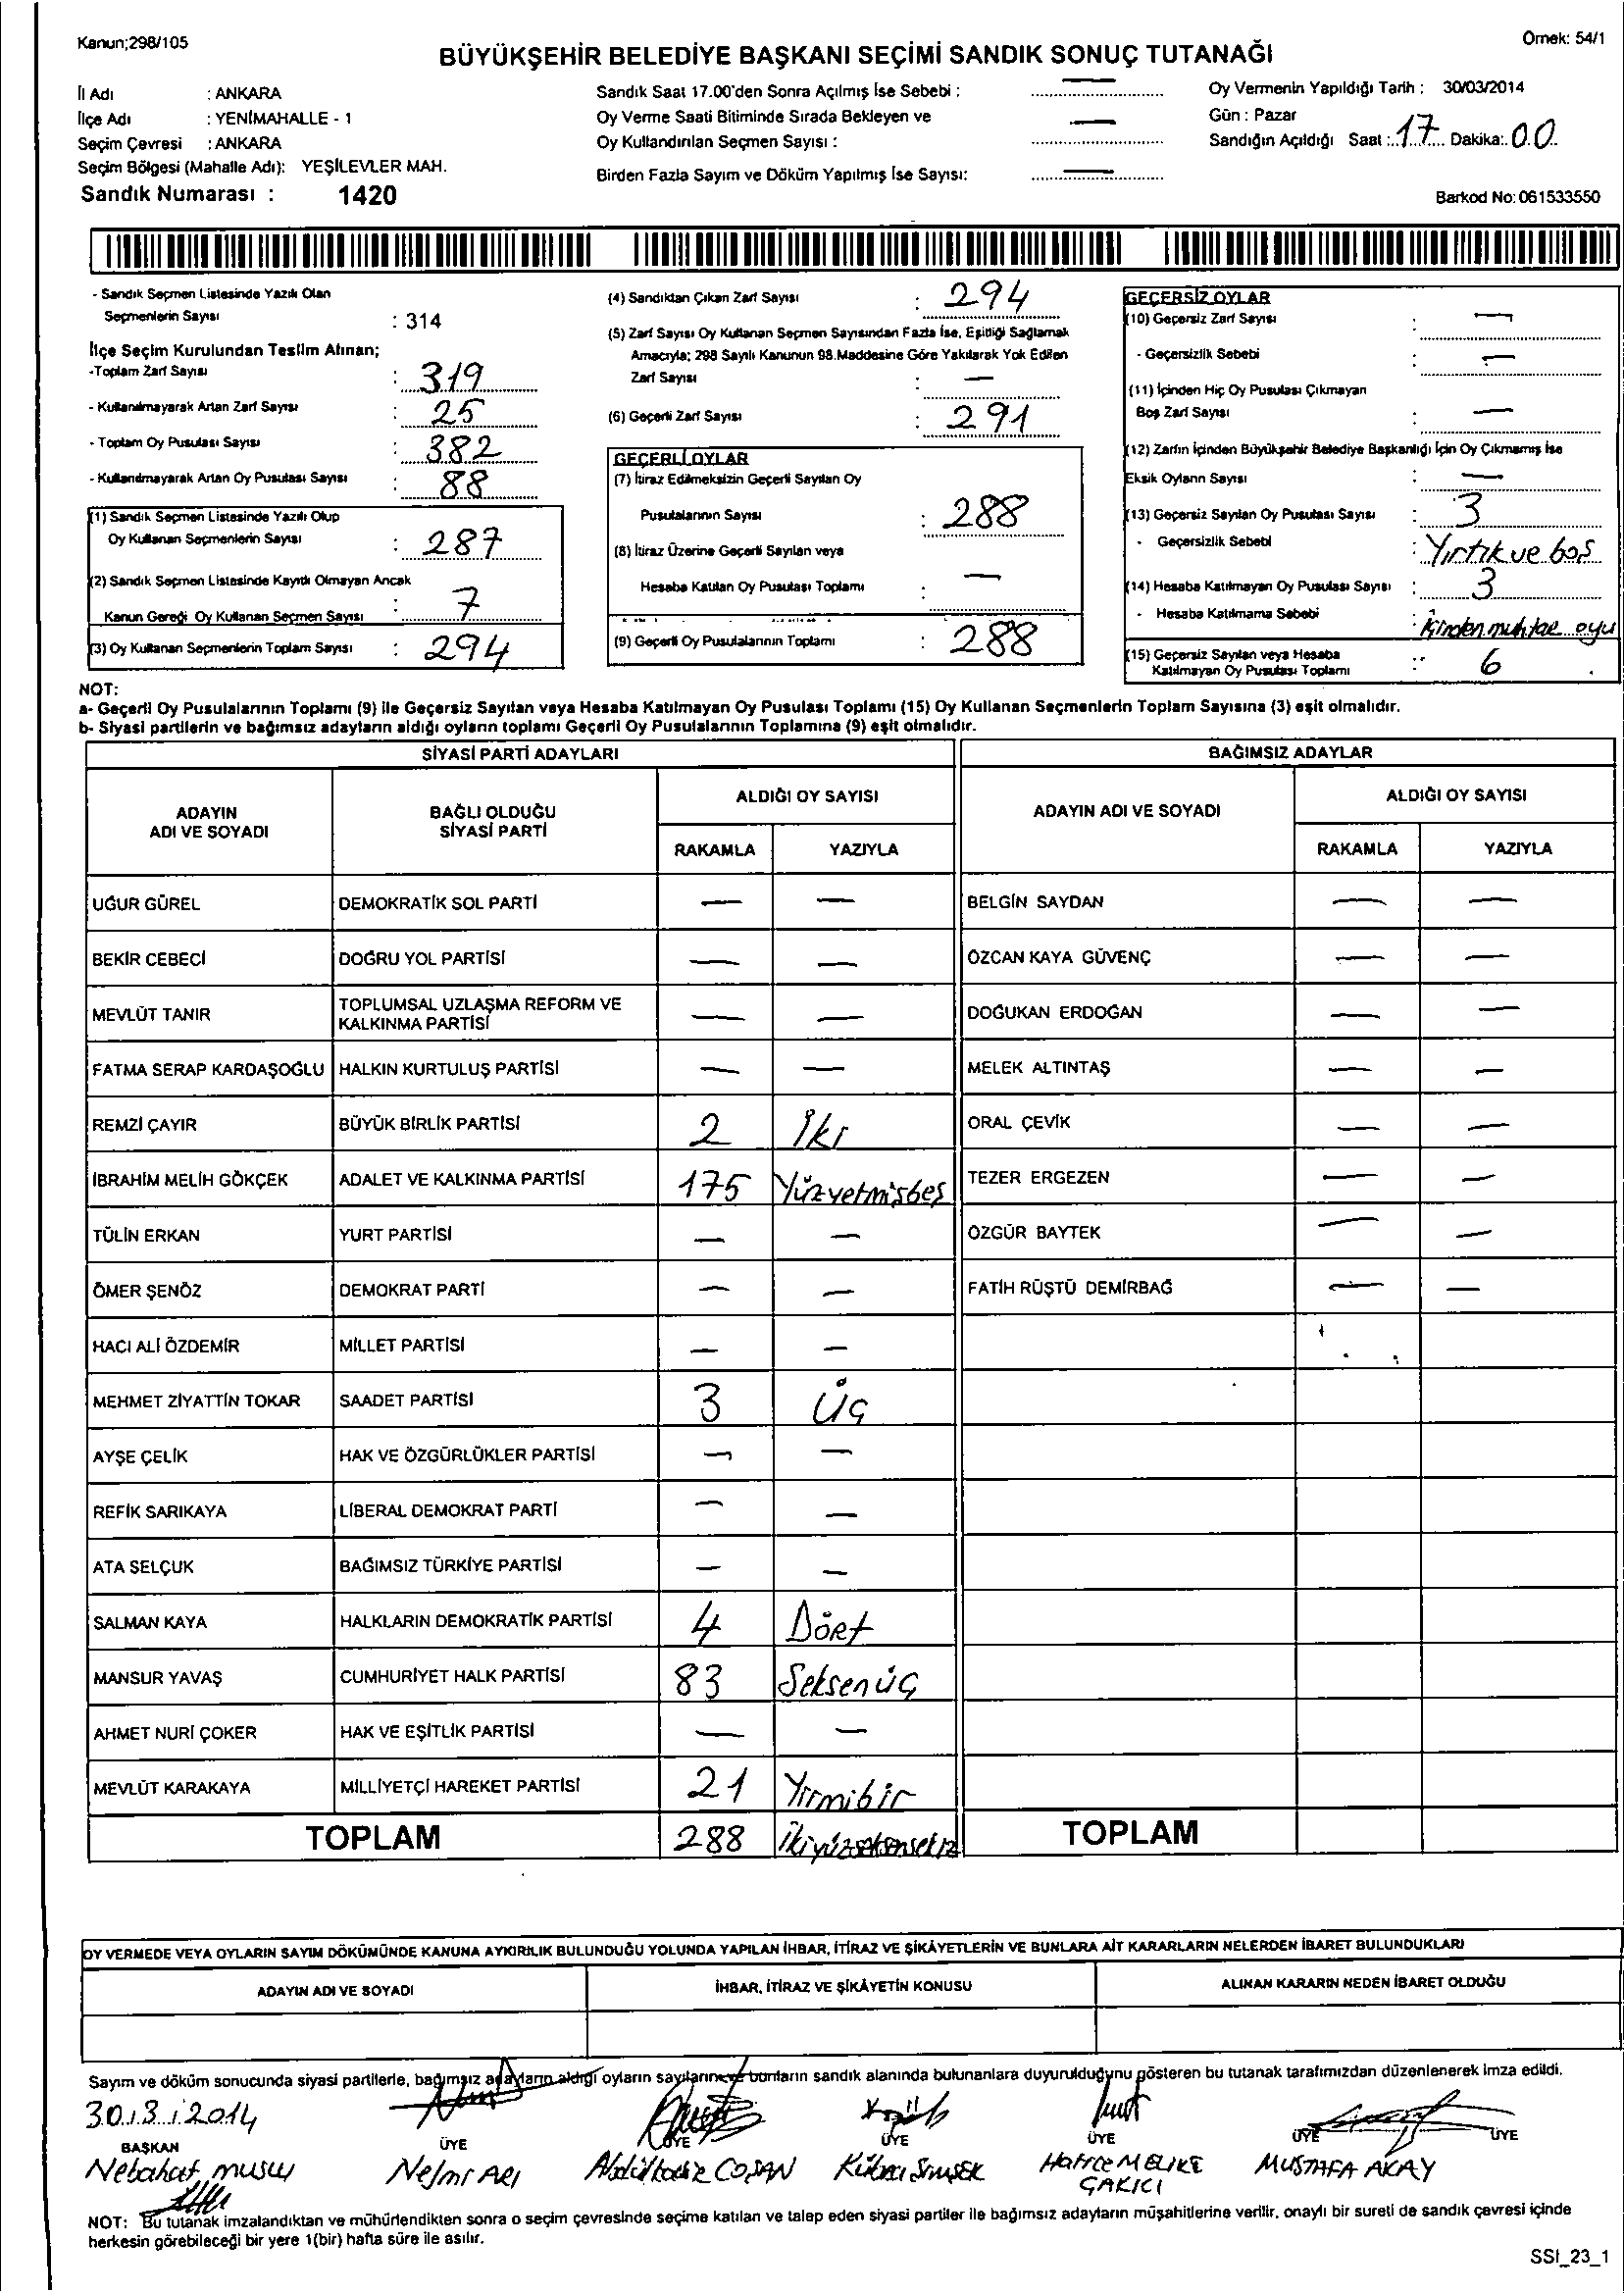 Kanun;298/105
Örnek: 54/1
BÜYÜKŞEHİR BELEDİYE BAŞKANI SEÇİMİ SANDIK SONUÇ TUTANAĞI
İl Adı : ANKARA
İlçe Adı : YENİMAHALLE - 1
Seçim Çevresi : ANKARA
Seçim Bölgesi (Mahalle Adı): YEŞİLEVLER MAH.
Sandık Numarası : 1420
Sandık Saat 17.00'den Sonra Açılmış İse Sebebi : —
Oy Verme Saati Bitiminde Sırada Bekleyen ve
Oy Kullandırılan Seçmen Sayısı : —
Birden Fazla Sayım ve Döküm Yapılmış İse Sayısı: —
Oy Vermenin Yapıldığı Tarih : 30/03/2014
Gün : Pazar
Sandığın Açıldığı Saat : 17 Dakika: 00
Barkod No: 061533550
- Sandık Seçmen Listesinde Yazılı Olan
Seçmenlerin Sayısı : 314
İlçe Seçim Kurulundan Teslim Alınan;
-Toplam Zarf Sayısı : 319
- Kullanılmayarak Artan Zarf Sayısı : 25
- Toplam Oy Pusulası Sayısı : 382
- Kullanılmayarak Artan Oy Pusulası Sayısı : 88
(1) Sandık Seçmen Listesinde Yazılı Olup
Oy Kullanan Seçmenlerin Sayısı : 287
(2) Sandık Seçmen Listesinde Kayıtlı Olmayan Ancak
Kanun Gereği Oy Kullanan Seçmen Sayısı : 7
(3) Oy Kullanan Seçmenlerin Toplam Sayısı : 294
(4) Sandıktan Çıkan Zarf Sayısı : 294
(5) Zarf Sayısı Oy Kullanan Seçmen Sayısından Fazla İse, Eşitliği Sağlamak
Amacıyla; 298 Sayılı Kanunun 98.Maddesine Göre Yakılarak Yok Edilen
Zarf Sayısı : —
(6) Geçerli Zarf Sayısı : 291
GEÇERLİ OYLAR
(7) İtiraz Edilmeksizin Geçerli Sayılan Oy
Pusulalarının Sayısı : 288
(8) İtiraz Üzerine Geçerli Sayılan veya
Hesaba Katılan Oy Pusulası Toplamı : —
(9) Geçerli Oy Pusulalarının Toplamı : 288
GEÇERSİZ OYLAR
(10) Geçersiz Zarf Sayısı : —
- Geçersizlik Sebebi : —
(11) İçinden Hiç Oy Pusulası Çıkmayan
Boş Zarf Sayısı : —
(12) Zarfın İçinden Büyükşehir Belediye Başkanlığı İçin Oy Çıkmamış İse
Eksik Oyların Sayısı : —
(13) Geçersiz Sayılan Oy Pusulası Sayısı : 3
- Geçersizlik Sebebi : Yırtık ve boş
(14) Hesaba Katılmayan Oy Pusulası Sayısı : 3
- Hesaba Katılmama Sebebi : İçinden muhtar oyu
(15) Geçersiz Sayılan veya Hesaba
Katılmayan Oy Pusulası Toplamı : 6
NOT:
a- Geçerli Oy Pusulalarının Toplamı (9) ile Geçersiz Sayılan veya Hesaba Katılmayan Oy Pusulası Toplamı (15) Oy Kullanan Seçmenlerin Toplam Sayısına (3) eşit olmalıdır.
b- Siyasi partilerin ve bağımsız adayların aldığı oyların toplamı Geçerli Oy Pusulalarının Toplamına (9) eşit olmalıdır.
SİYASİ PARTİ ADAYLARI
ADAYIN ADI VE SOYADI BAĞLI OLDUĞU SİYASİ PARTİ ALDIĞI OY SAYISI
RAKAMLA YAZIYLA
UĞUR GÜREL DEMOKRATİK SOL PARTİ — —
BEKİR CEBECİ DOĞRU YOL PARTİSİ — —
MEVLÜT TANIR TOPLUMSAL UZLAŞMA REFORM VE KALKINMA PARTİSİ — —
FATMA SERAP KARDAŞOĞLU HALKIN KURTULUŞ PARTİSİ — —
REMZİ ÇAYIR BÜYÜK BİRLİK PARTİSİ 2 İki
İBRAHİM MELİH GÖKÇEK ADALET VE KALKINMA PARTİSİ 175 Yüzyetmişbeş
TÜLİN ERKAN YURT PARTİSİ — —
ÖMER ŞENÖZ DEMOKRAT PARTİ — —
HACI ALİ ÖZDEMİR MİLLET PARTİSİ — —
MEHMET ZİYATTİN TOKAR SAADET PARTİSİ 3 Üç
AYŞE ÇELİK HAK VE ÖZGÜRLÜKLER PARTİSİ — —
REFİK SARIKAYA LİBERAL DEMOKRAT PARTİ — —
ATA SELÇUK BAĞIMSIZ TÜRKİYE PARTİSİ — —
SALMAN KAYA HALKLARIN DEMOKRATİK PARTİSİ 4 Dört
MANSUR YAVAŞ CUMHURİYET HALK PARTİSİ 83 Seksenüç
AHMET NURİ ÇOKER HAK VE EŞİTLİK PARTİSİ — —
MEVLÜT KARAKAYA MİLLİYETÇİ HAREKET PARTİSİ 21 Yirmibir
TOPLAM 288 İkiyüzseksensekiz
BAĞIMSIZ ADAYLAR
ADAYIN ADI VE SOYADI ALDIĞI OY SAYISI
RAKAMLA YAZIYLA
BELGİN SAYDAN — —
ÖZCAN KAYA GÜVENÇ — —
DOĞUKAN ERDOĞAN — —
MELEK ALTINTAŞ — —
ORAL ÇEVİK — —
TEZER ERGEZEN — —
ÖZGÜR BAYTEK — —
FATİH RÜŞTÜ DEMİRBAĞ — —
TOPLAM
OY VERMEDE VEYA OYLARIN SAYIM DÖKÜMÜNDE KANUNA AYKIRILIK BULUNDUĞU YOLUNDA YAPILAN İHBAR, İTİRAZ VE ŞİKÂYETLERİN VE BUNLARA AİT KARARLARIN NELERDEN İBARET BULUNDUKLARI
ADAYIN ADI VE SOYADI İHBAR, İTİRAZ VE ŞİKÂYETİN KONUSU ALINAN KARARIN NEDEN İBARET OLDUĞU
Sayım ve döküm sonucunda siyasi partilerle, bağımsız adayların aldığı oyların sayılarının ve bunların sandık alanında bulunanlara duyurulduğunu gösteren bu tutanak tarafımızdan düzenlenerek imza edildi.
30/3/2014
BAŞKAN ÜYE ÜYE ÜYE ÜYE ÜYE ÜYE
Nebahat MUSLU Nejmi ARI COŞAN Kübra ŞİMŞEK HATİCE MELİKE ÇAKICI MUSTAFA AKAY
NOT: Bu tutanak imzalandıktan ve mühürlendikten sonra o seçim çevresinde seçime katılan ve talep eden siyasi partiler ile bağımsız adayların müşahitlerine verilir, onaylı bir sureti de sandık çevresi içinde
herkesin görebileceği bir yere 1(bir) hafta süre ile asılır.
SSI_23_1